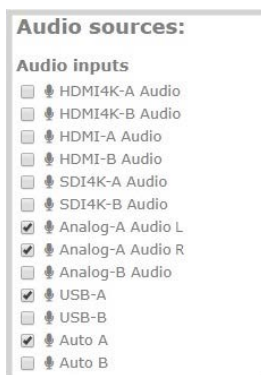 Audio sources:
Audio inputs
HDMI4K-A Audio
HDMI4K-B Audio
HDMI-A Audio
HDMI-B Audio
SDI4K-A Audio
SDI4K-B Audio
Analog-A Audio L
Analog-A Audio R
Analog-B Audio
USB-A
USB-B
Auto A
Auto B